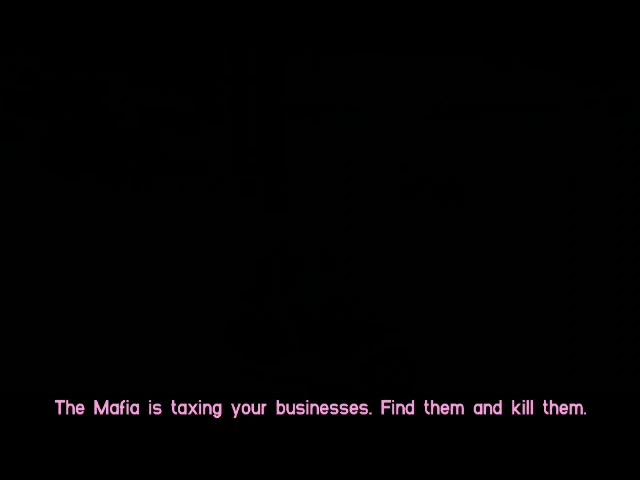 The Mafia is taxing your businesses. Find them and kill them.